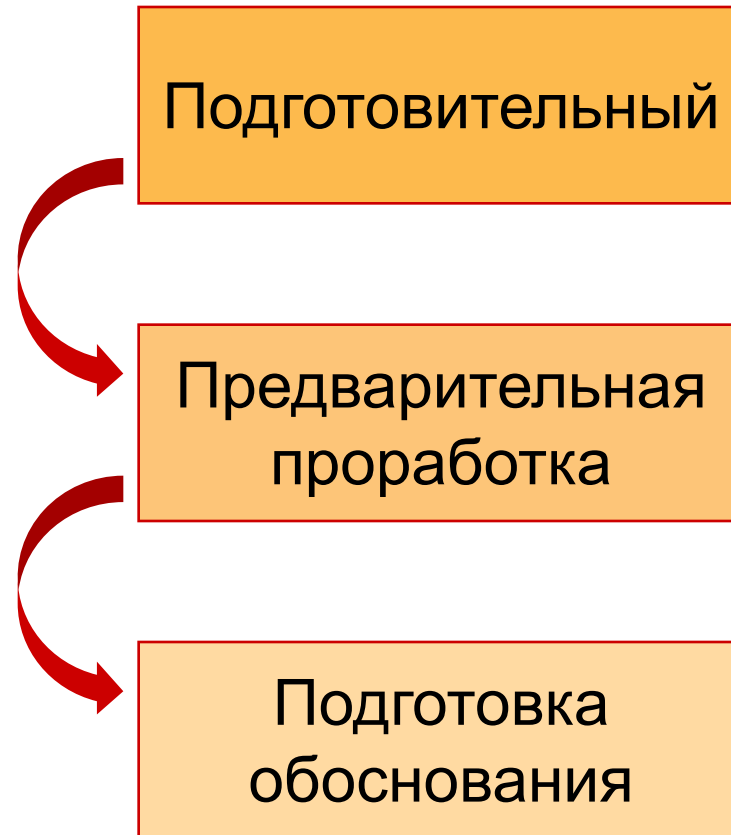 Подготовительный
Предварительная
проработка
Подготовка
обоснования